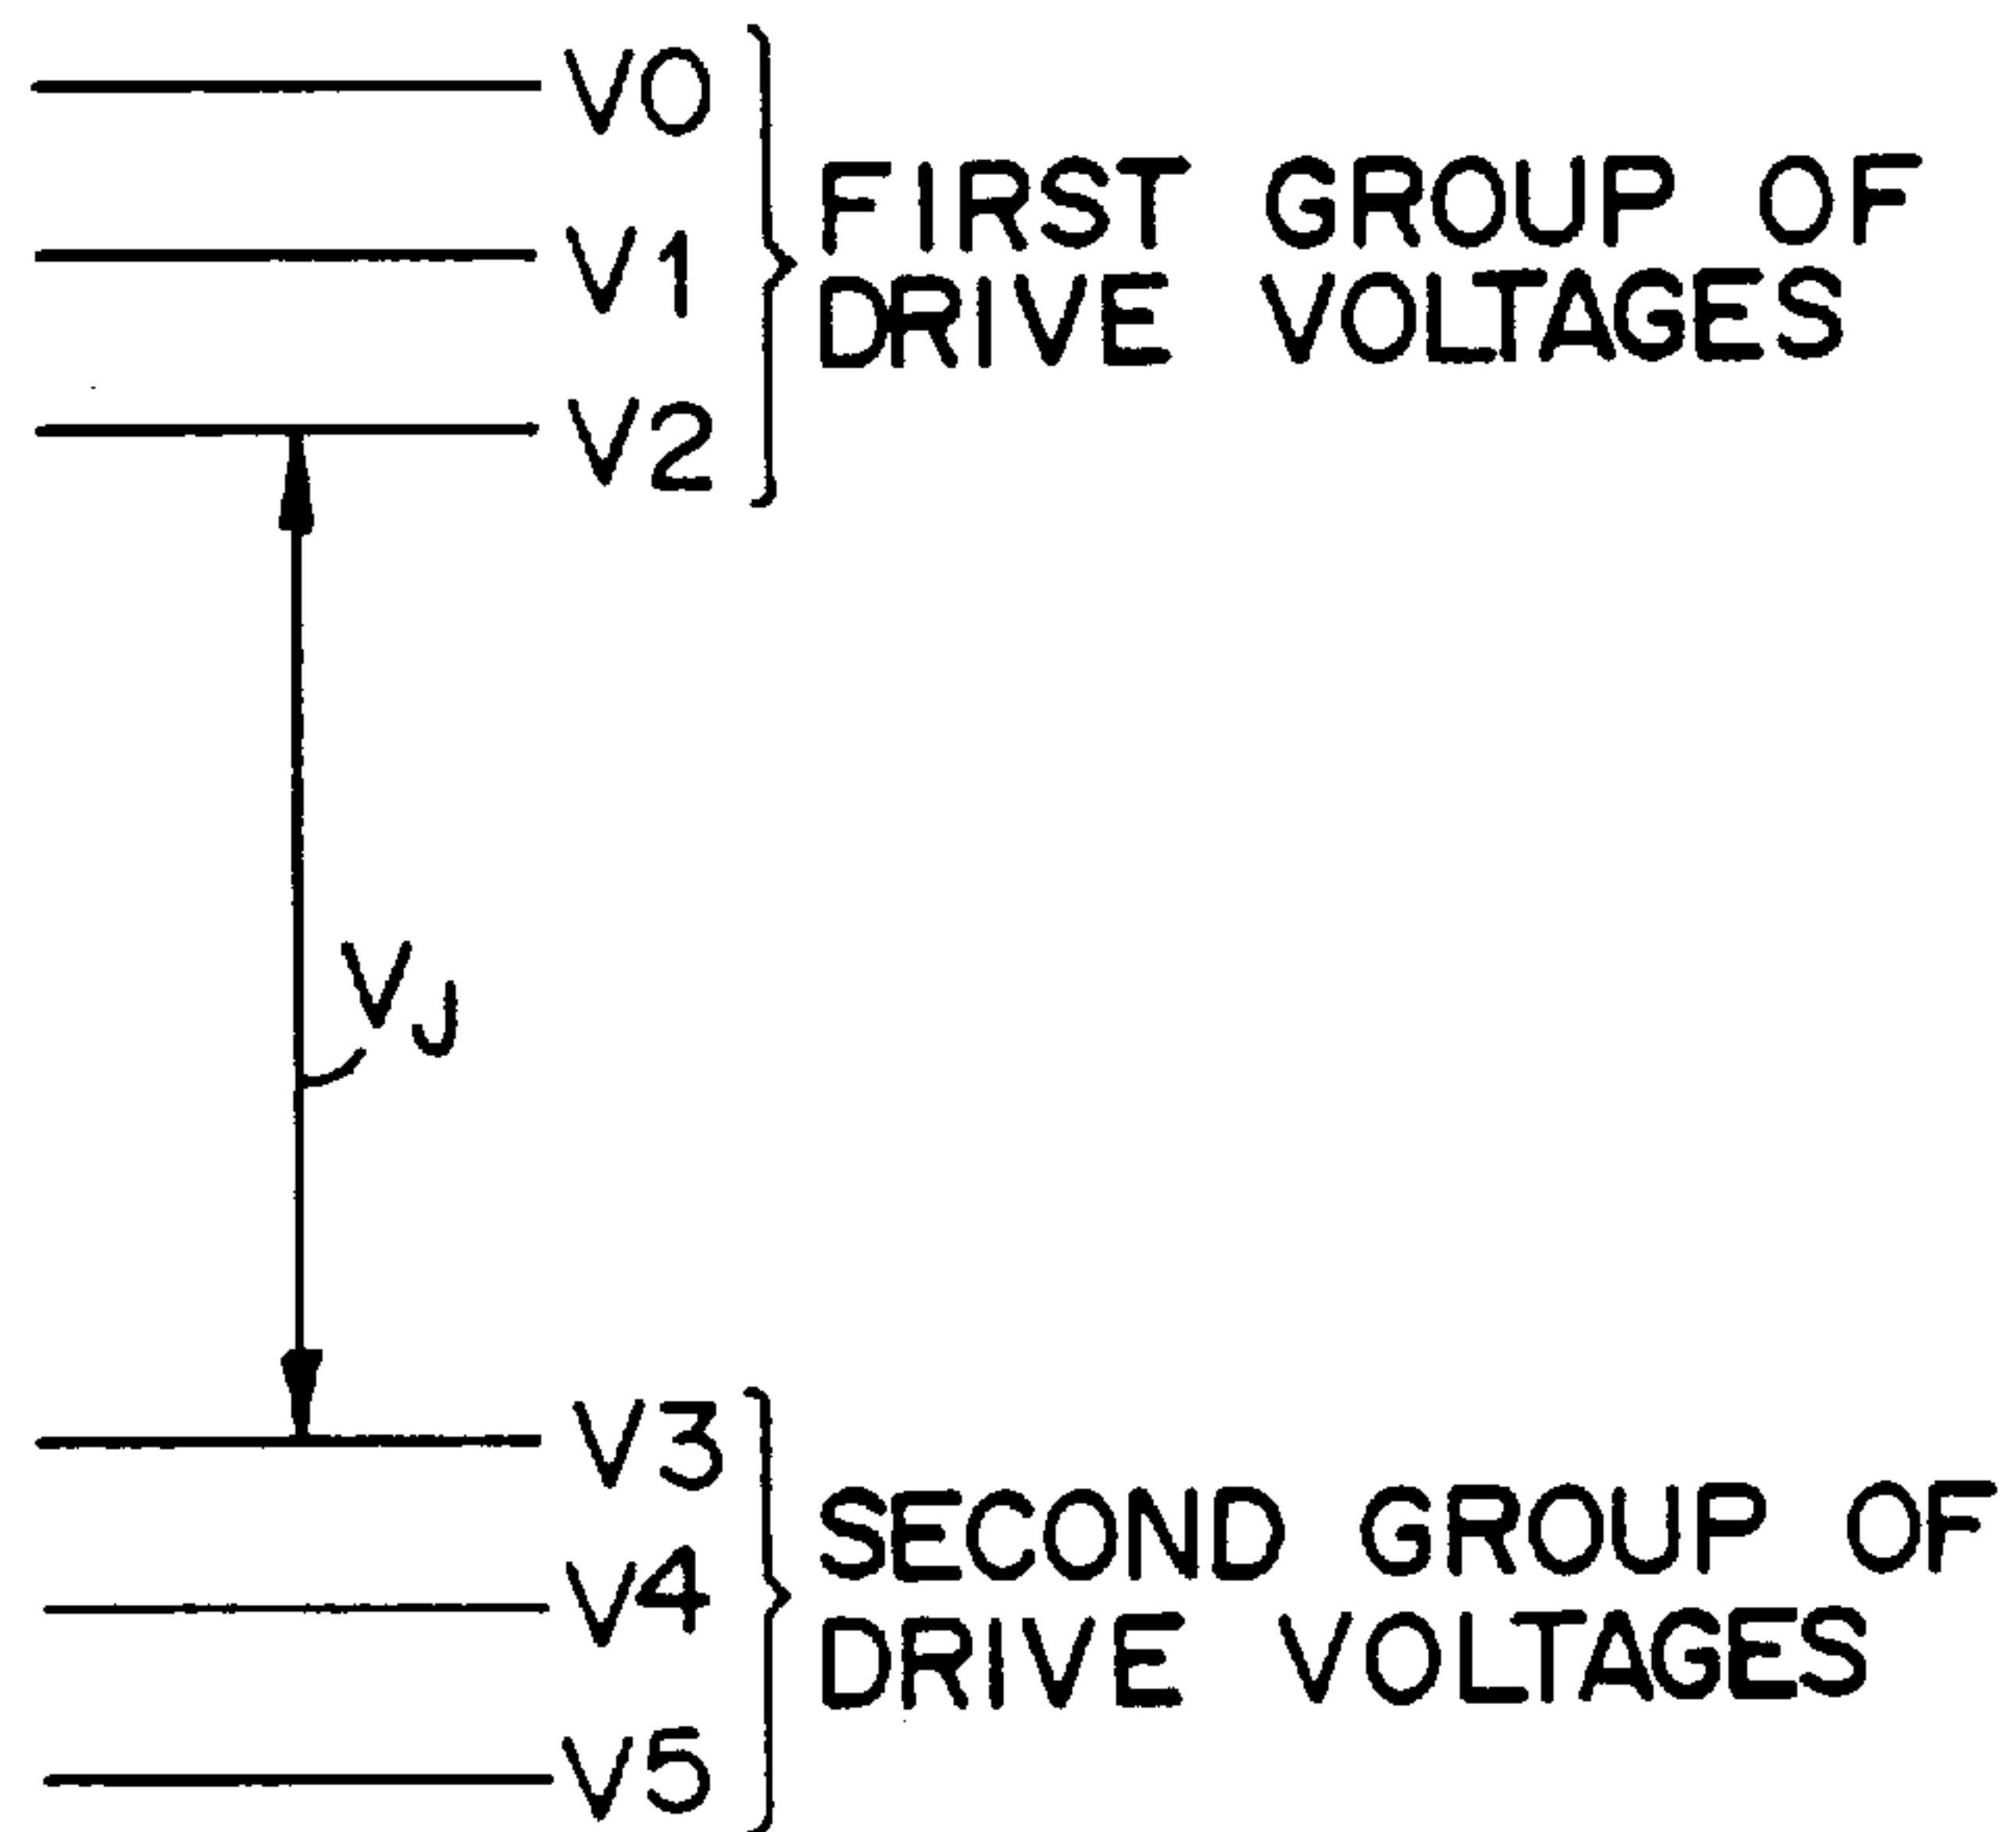 V0
V1
V2
FIRST GROUP OF
DRIVE VOLTAGES
VJ
V3
V4
V5
SECOND GROUP OF
DRIVE VOLTAGES